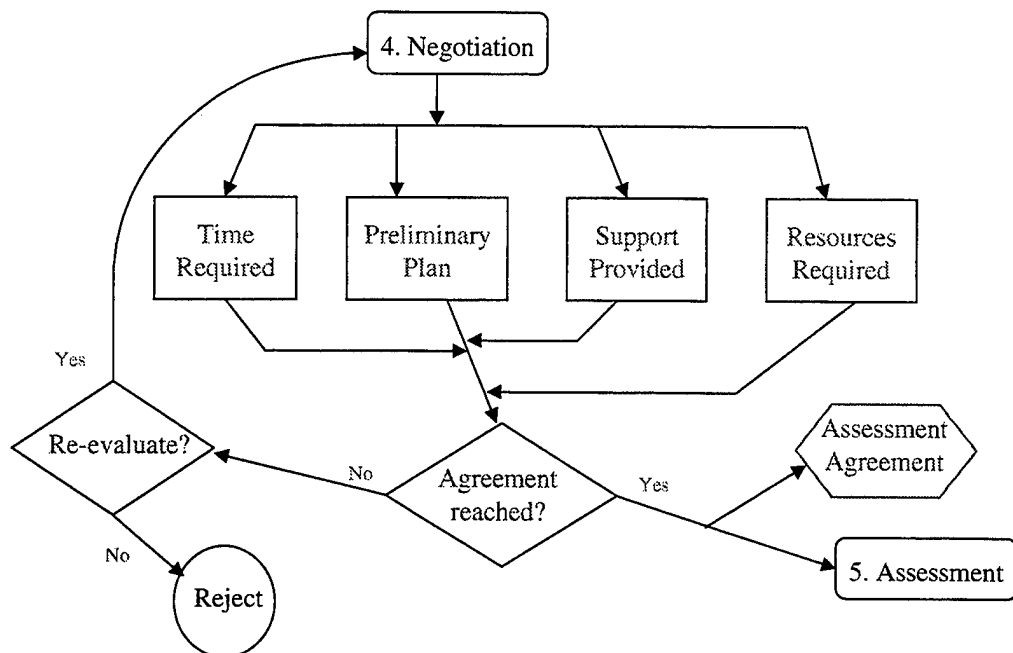 4. Negotiation
Time
Required
Preliminary
Plan
Support
Provided
Resources
Required
Yes
Re-evaluate?
No
Agreement
reached?
Yes
Assessment
Agreement
No
Reject
5. Assessment